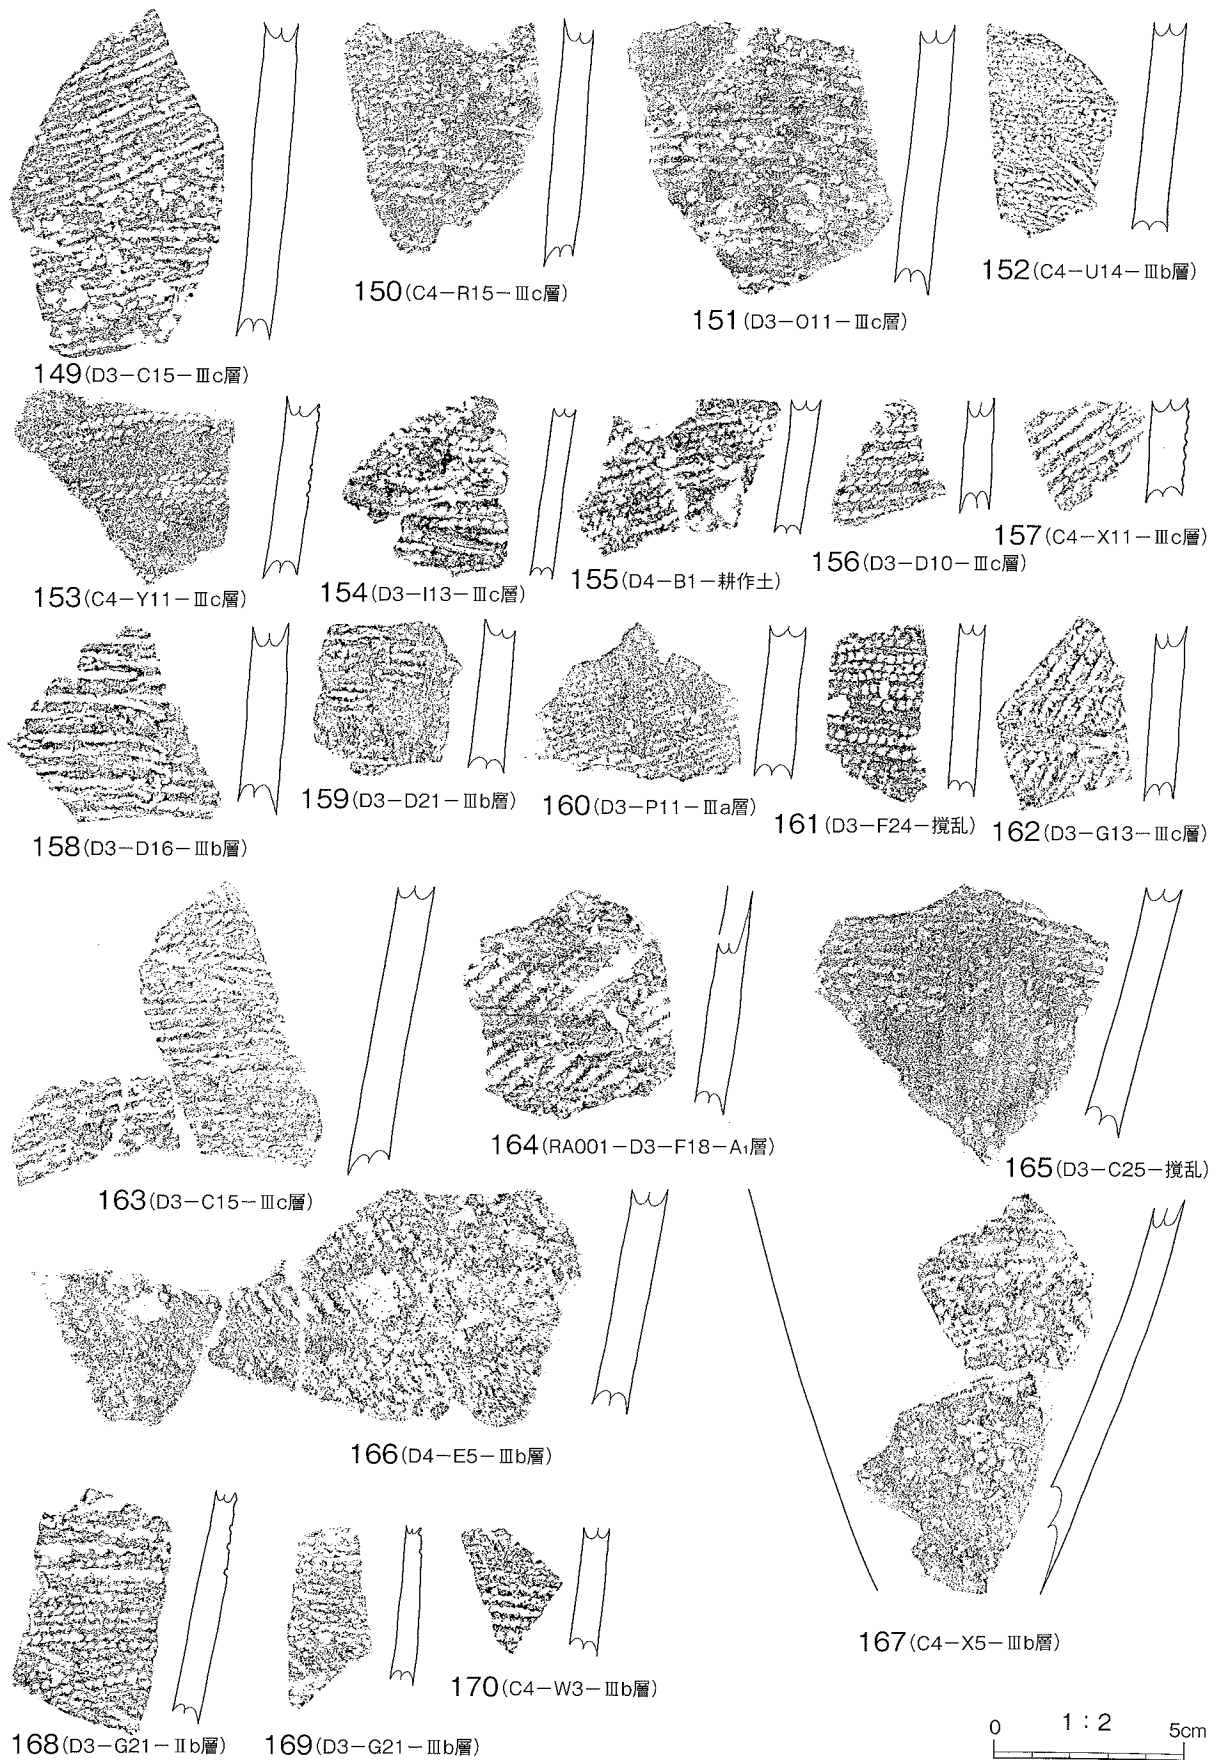 149(D3-C15-Ⅲc層)
150(C4-R15-Ⅲc層)
151(D3-O11-Ⅲc層)
152(C4-U14-Ⅲb層)
153(C4-Y11-Ⅲc層)
154(D3-I13-Ⅲc層)
155(D4-B1-耕作土)
156(D3-D10-Ⅲc層)
157(C4-X11-Ⅲc層)
158(D3-D16-Ⅲb層)
159(D3-D21-Ⅲb層)
160(D3-P11-Ⅲa層)
161(D3-F24-撹乱)
162(D3-G13-Ⅲc層)
163(D3-C15-Ⅲc層)
164(RA001-D3-F18-A₁層)
165(D3-C25-撹乱)
166(D4-E5-Ⅲb層)
167(C4-X5-Ⅲb層)
168(D3-G21-Ⅱb層)
169(D3-G21-Ⅲb層)
170(C4-W3-Ⅲb層)
0 1:2 5cm